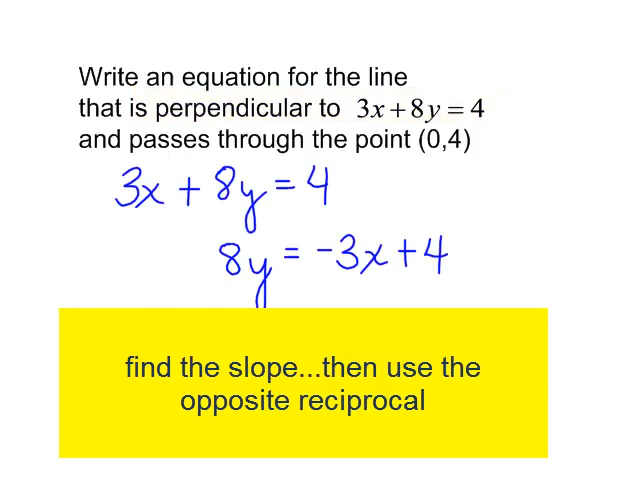 Write an equation for the line
that is perpendicular to 3x + 8y = 4
and passes through the point (0,4)
3x + 8y = 4
8y = -3x + 4
find the slope...then use the
opposite reciprocal